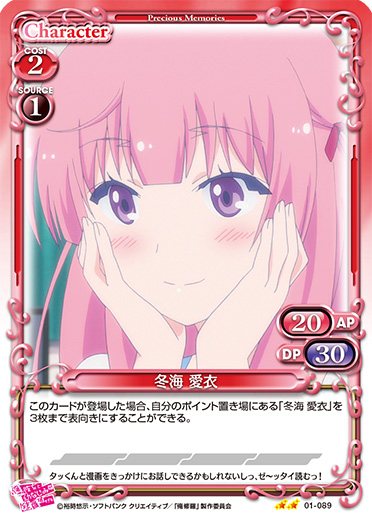 Precious Memories
Character
COST
2
SOURCE
1
20 AP
DP 30
冬海 愛衣
このカードが登場した場合、自分のポイント置き場にある「冬海 愛衣」を
3枚まで表向きにすることができる。
タッくんと漫画をきっかけにお話しできるかもしれないしっ、ぜ~ッタイ読むっ!
©裕時悠示・ソフトバンク クリエイティブ/「俺修羅」製作委員会
01-089